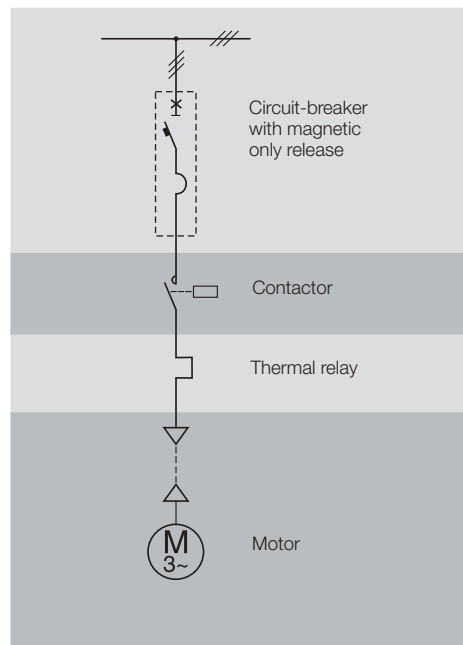 Circuit-breaker
with magnetic
only release
Contactor
Thermal relay
M
3~
Motor